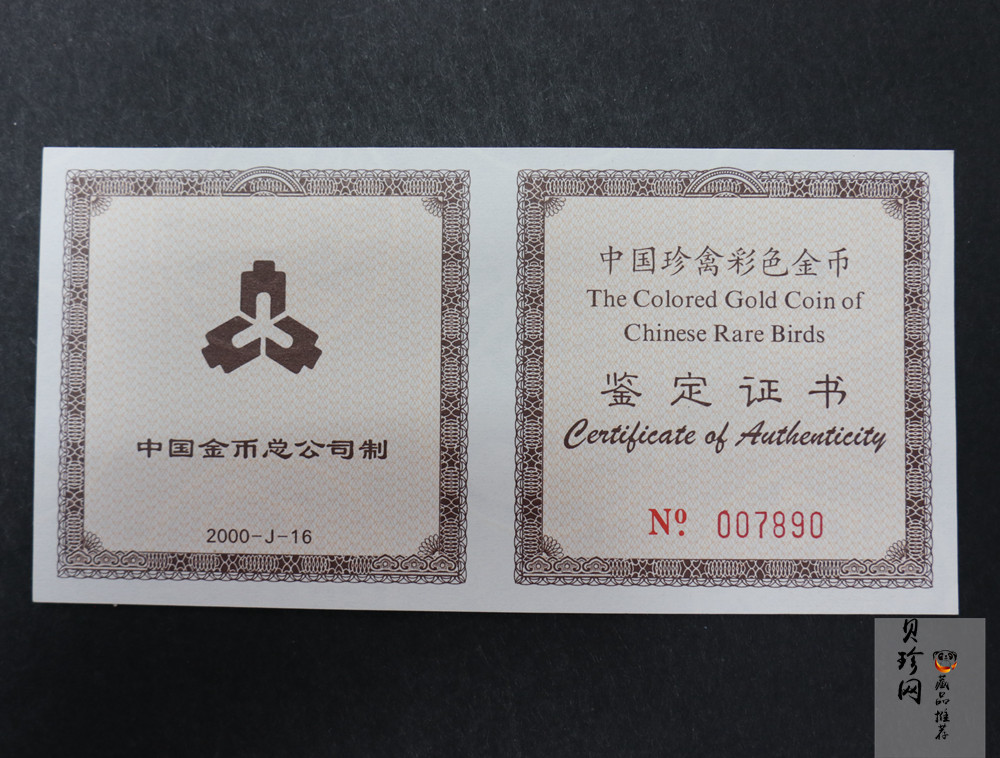 中国金币总公司制
2000-J-16
中国珍禽彩色金币
The Colored Gold Coin of
Chinese Rare Birds
鉴定证书
Certificate of Authenticity
Nº 007890
贝珍网
藏品推荐